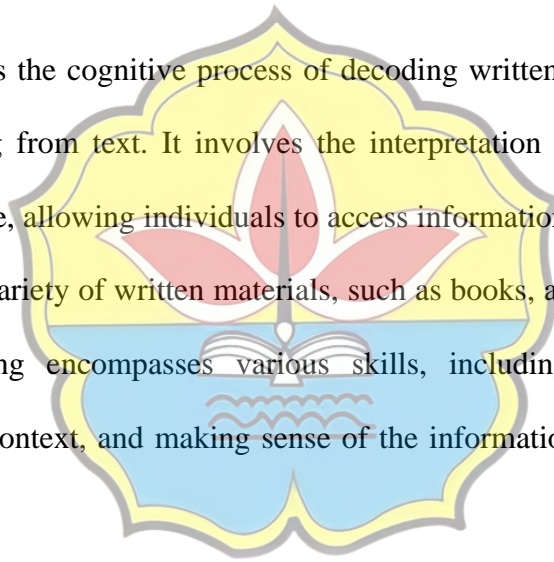 s the cognitive process of decoding written
from text. It involves the interpretation
e, allowing individuals to access information
ariety of written materials, such as books, a
ng encompasses various skills, includin
ontext, and making sense of the informatio